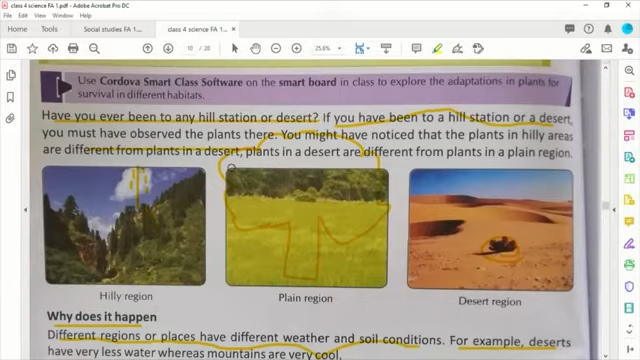 class 4 science FA 1.pdf - Adobe Acrobat Pro DC
File Edit View Window Help
Home Tools Social studies FA 1... class 4 science FA 1... × Sign In
10 / 20 25.6%
Use Cordova Smart Class Software on the smart board in class to explore the adaptations in plants for
survival in different habitats.
Have you ever been to any hill station or desert? If you have been to a hill station or a desert,
you must have observed the plants there. You might have noticed that the plants in hilly areas
are different from plants in a desert, plants in a desert are different from plants in a plain region.
Hilly region
Plain region
Desert region
Why does it happen
Different regions or places have different weather and soil conditions. For example, deserts
have very less water whereas mountains are very cool.